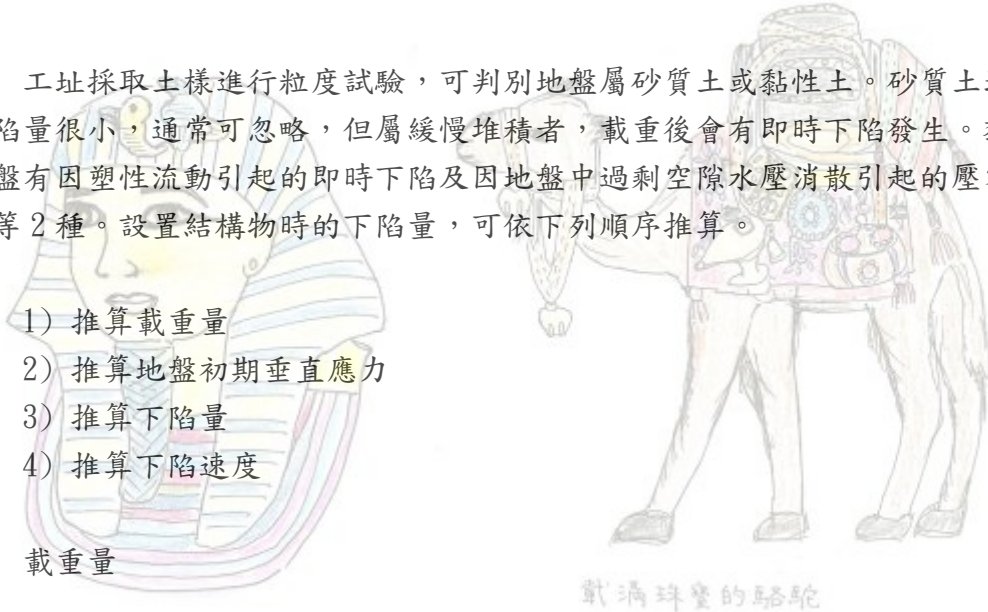 工址採取土樣進行粒度試驗，可判別地盤屬砂質土或黏性土。砂質土
陷量很小，通常可忽略，但屬緩慢堆積者，載重後會有即時下陷發生。
盤有因塑性流動引起的即時下陷及因地盤中過剩空隙水壓消散引起的壓
等 2 種。設置結構物時的下陷量，可依下列順序推算。
1) 推算載重量
2) 推算地盤初期垂直應力
3) 推算下陷量
4) 推算下陷速度
載重量
載滿珠寶的駱駝